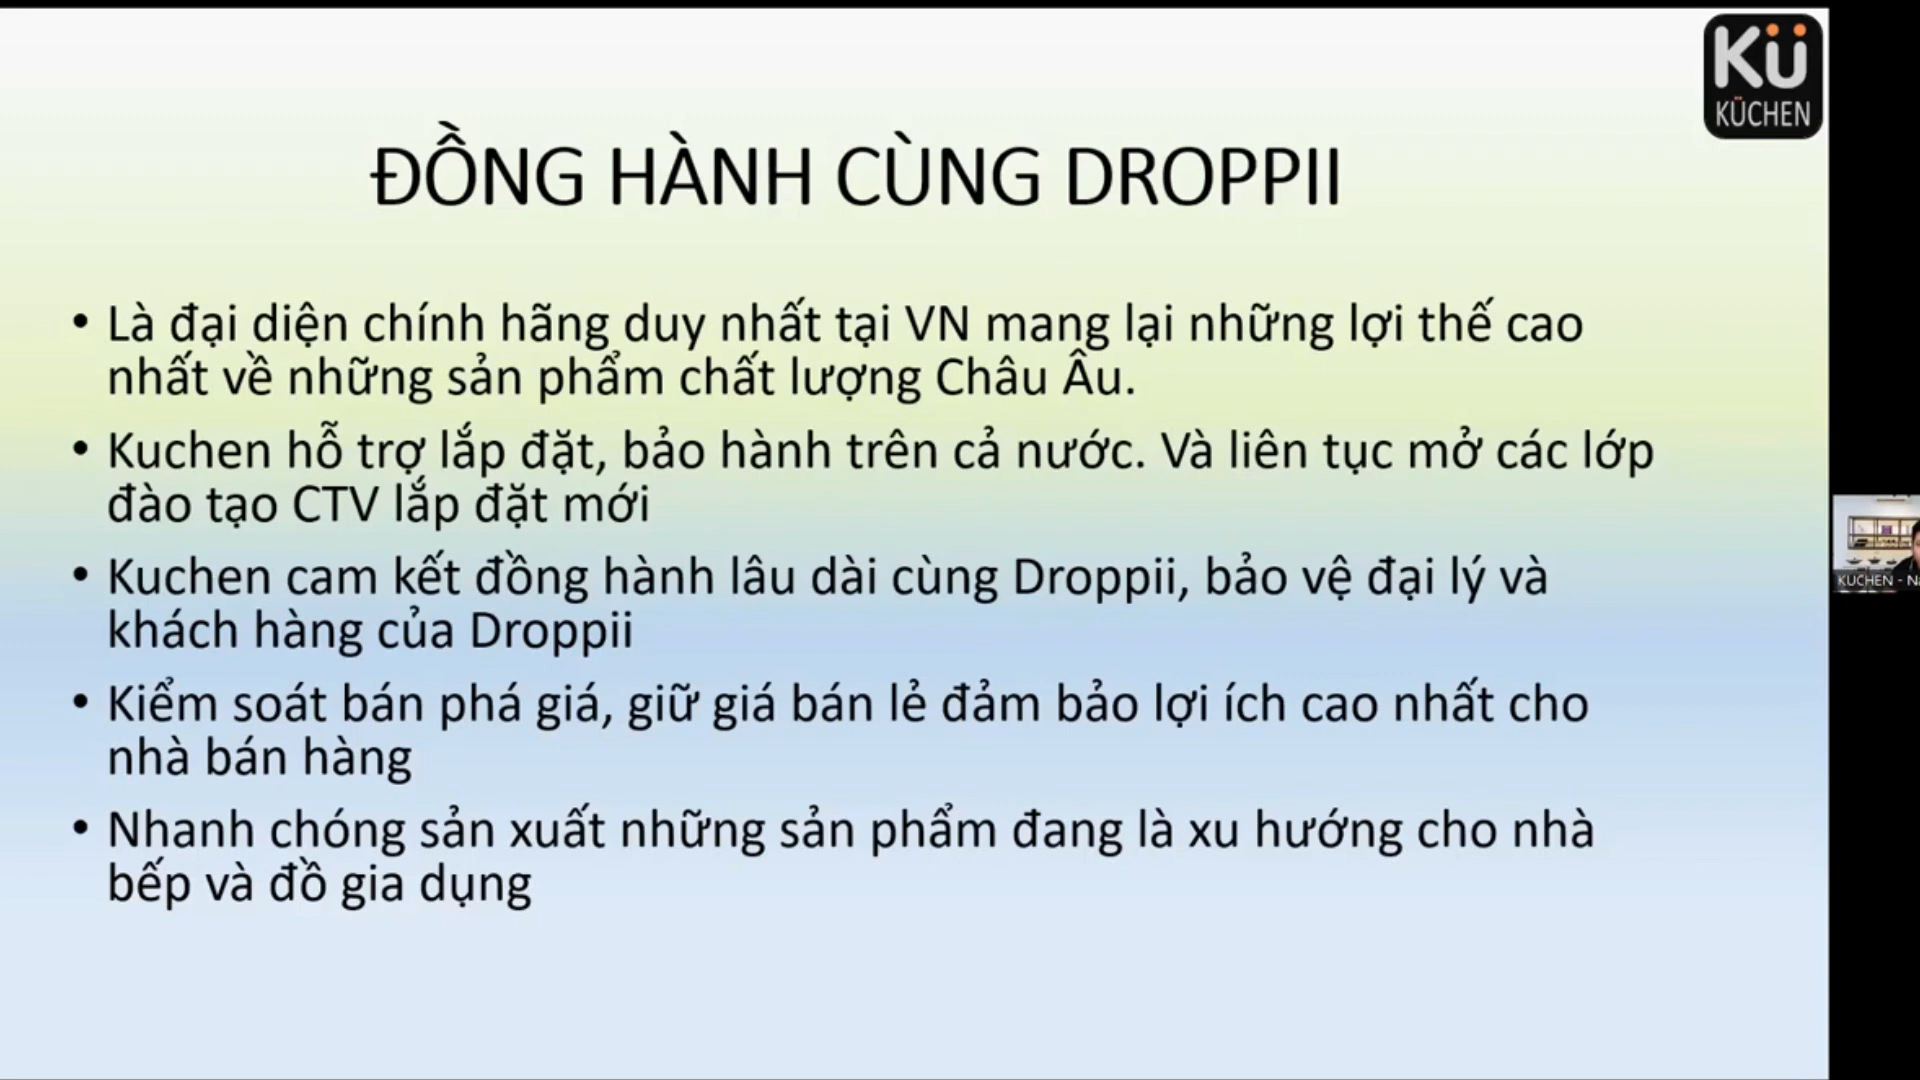 KÜ
KÜCHEN
ĐỒNG HÀNH CÙNG DROPPII
• Là đại diện chính hãng duy nhất tại VN mang lại những lợi thế cao
nhất về những sản phẩm chất lượng Châu Âu.
• Kuchen hỗ trợ lắp đặt, bảo hành trên cả nước. Và liên tục mở các lớp
đào tạo CTV lắp đặt mới
• Kuchen cam kết đồng hành lâu dài cùng Droppii, bảo vệ đại lý và
khách hàng của Droppii
• Kiểm soát bán phá giá, giữ giá bán lẻ đảm bảo lợi ích cao nhất cho
nhà bán hàng
• Nhanh chóng sản xuất những sản phẩm đang là xu hướng cho nhà
bếp và đồ gia dụng
KUCHEN -